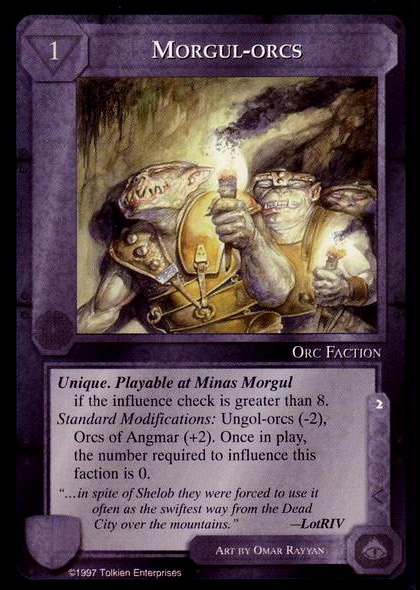 1
MORGUL-ORCS
ORC FACTION
Unique. Playable at Minas Morgul
if the influence check is greater than 8.
Standard Modifications: Ungol-orcs (-2),
Orcs of Angmar (+2). Once in play,
the number required to influence this
faction is 0.
2
“...in spite of Shelob they were forced to use it
often as the swiftest way from the Dead
City over the mountains.” —LotRIV
ART BY OMAR RAYYAN
©1997 Tolkien Enterprises